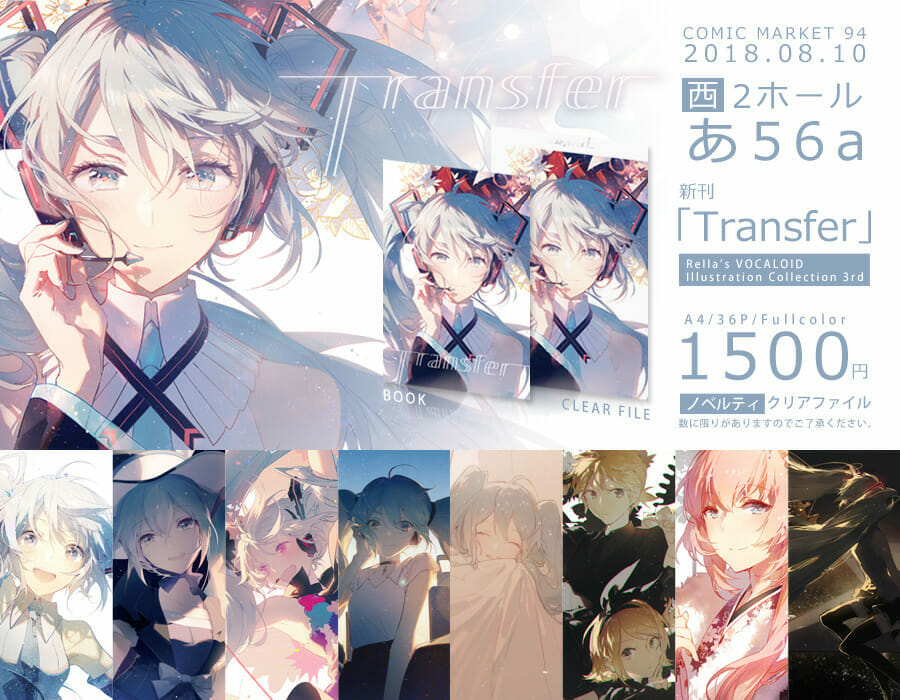 Transfer
Transfer
BOOK
CLEAR FILE
COMIC MARKET 94
2018.08.10
西2ホール
あ56a
新刊
「Transfer」
Rella's VOCALOID
Illustration Collection 3rd
A4/36P/Fullcolor
1500円
ノベルティ クリアファイル
数に限りがありますのでご了承ください。